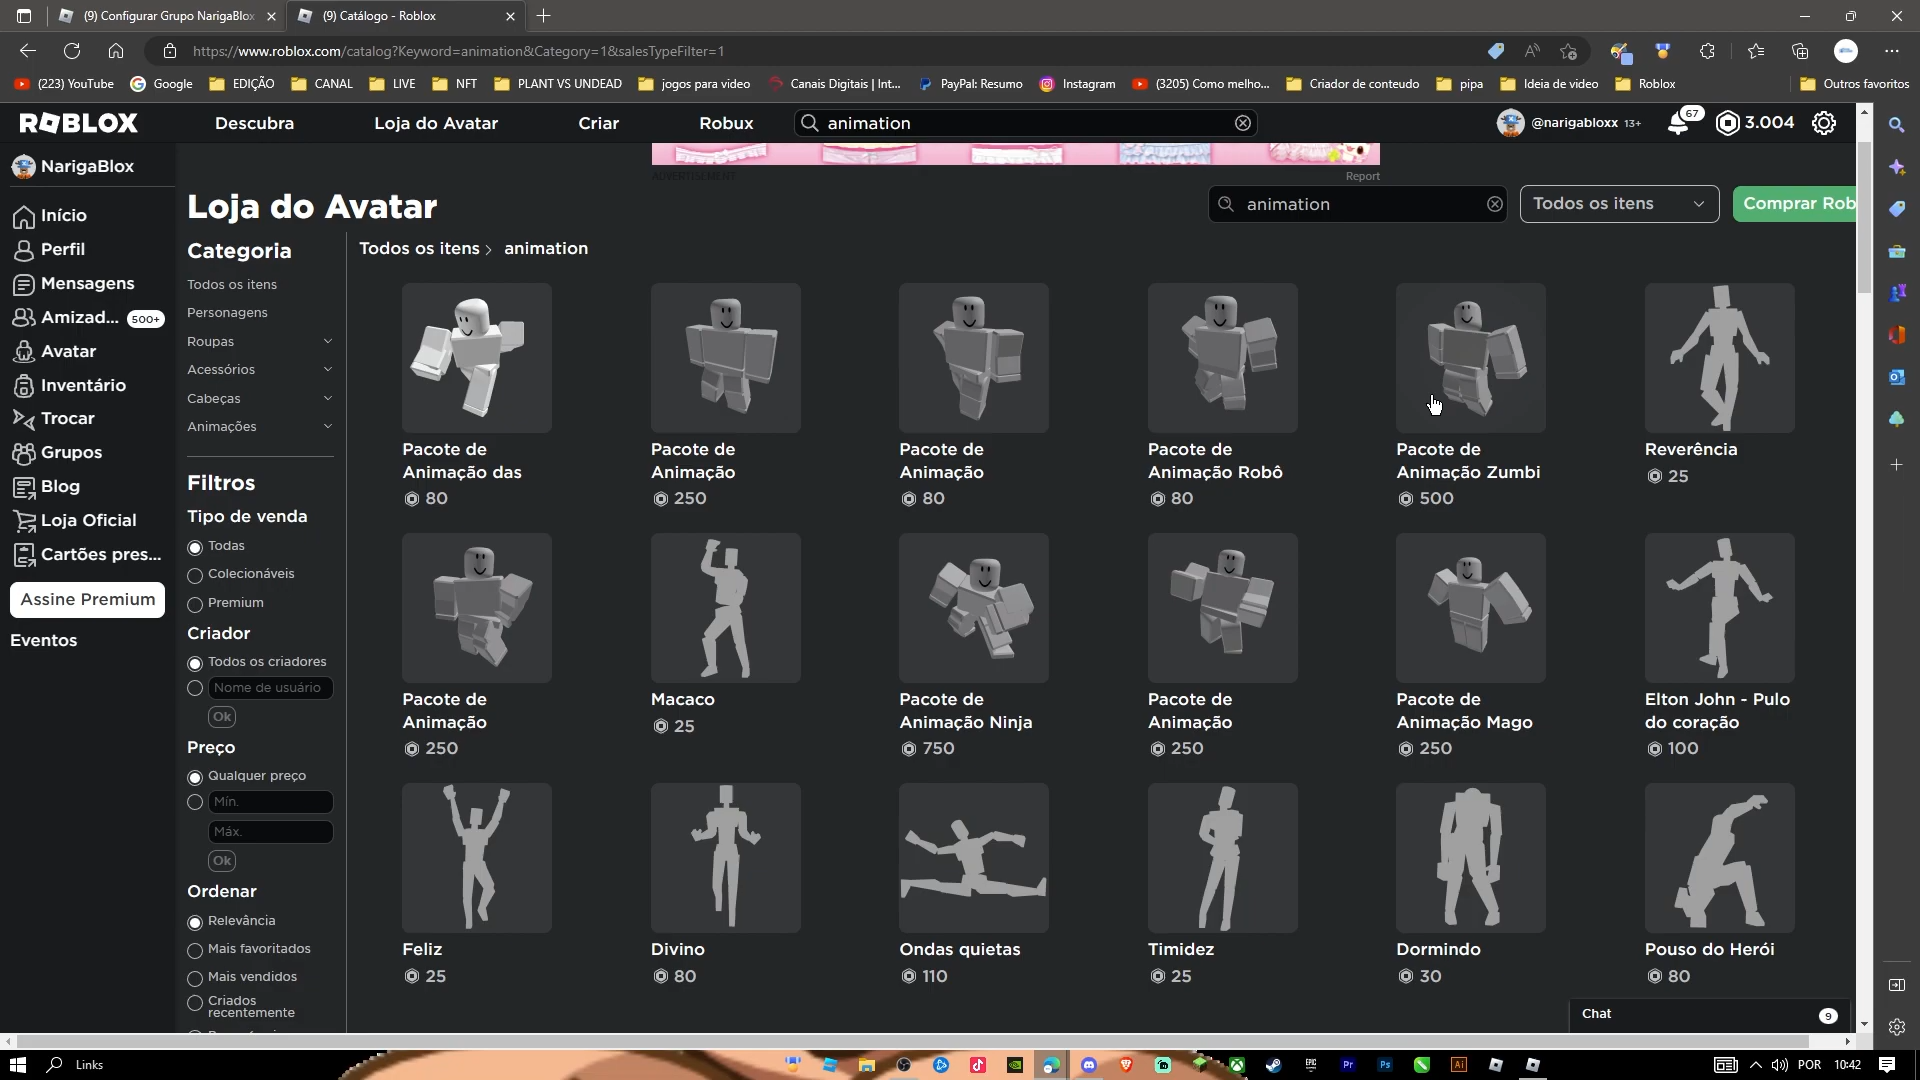 (9) Configurar Grupo NarigaBlox
(9) Catálogo - Roblox
https://www.roblox.com/catalog?Keyword=animation&Category=1&salesTypeFilter=1
(223) YouTube
Google
EDIÇÃO
CANAL
LIVE
NFT
PLANT VS UNDEAD
jogos para video
Canais Digitais | Int...
PayPal: Resumo
Instagram
(3205) Como melho...
Criador de conteudo
pipa
Ideia de video
Roblox
Outros favoritos
ROBLOX
Descubra
Loja do Avatar
Criar
Robux
animation
@narigabloxx 13+
67
3.004
NarigaBlox
Início
Perfil
Mensagens
Amizad... 500+
Avatar
Inventário
Trocar
Grupos
Blog
Loja Oficial
Cartões pres...
Assine Premium
Eventos
ADVERTISEMENT
Report
Loja do Avatar
animation
Todos os itens
Comprar Rob
Categoria
Todos os itens
Personagens
Roupas
Acessórios
Cabeças
Animações
Filtros
Tipo de venda
Todas
Colecionáveis
Premium
Criador
Todos os criadores
Nome de usuário
Ok
Preço
Qualquer preço
Mín.
Máx.
Ok
Ordenar
Relevância
Mais favoritados
Mais vendidos
Criados
recentemente
Todos os itens > animation
Pacote de
Animação das
80
Pacote de
Animação
250
Pacote de
Animação
80
Pacote de
Animação Robô
80
Pacote de
Animação Zumbi
500
Reverência
25
Pacote de
Animação
250
Macaco
25
Pacote de
Animação Ninja
750
Pacote de
Animação
250
Pacote de
Animação Mago
250
Elton John - Pulo
do coração
100
Feliz
25
Divino
80
Ondas quietas
110
Timidez
25
Dormindo
30
Pouso do Herói
80
Chat
9
Links
POR
10:42